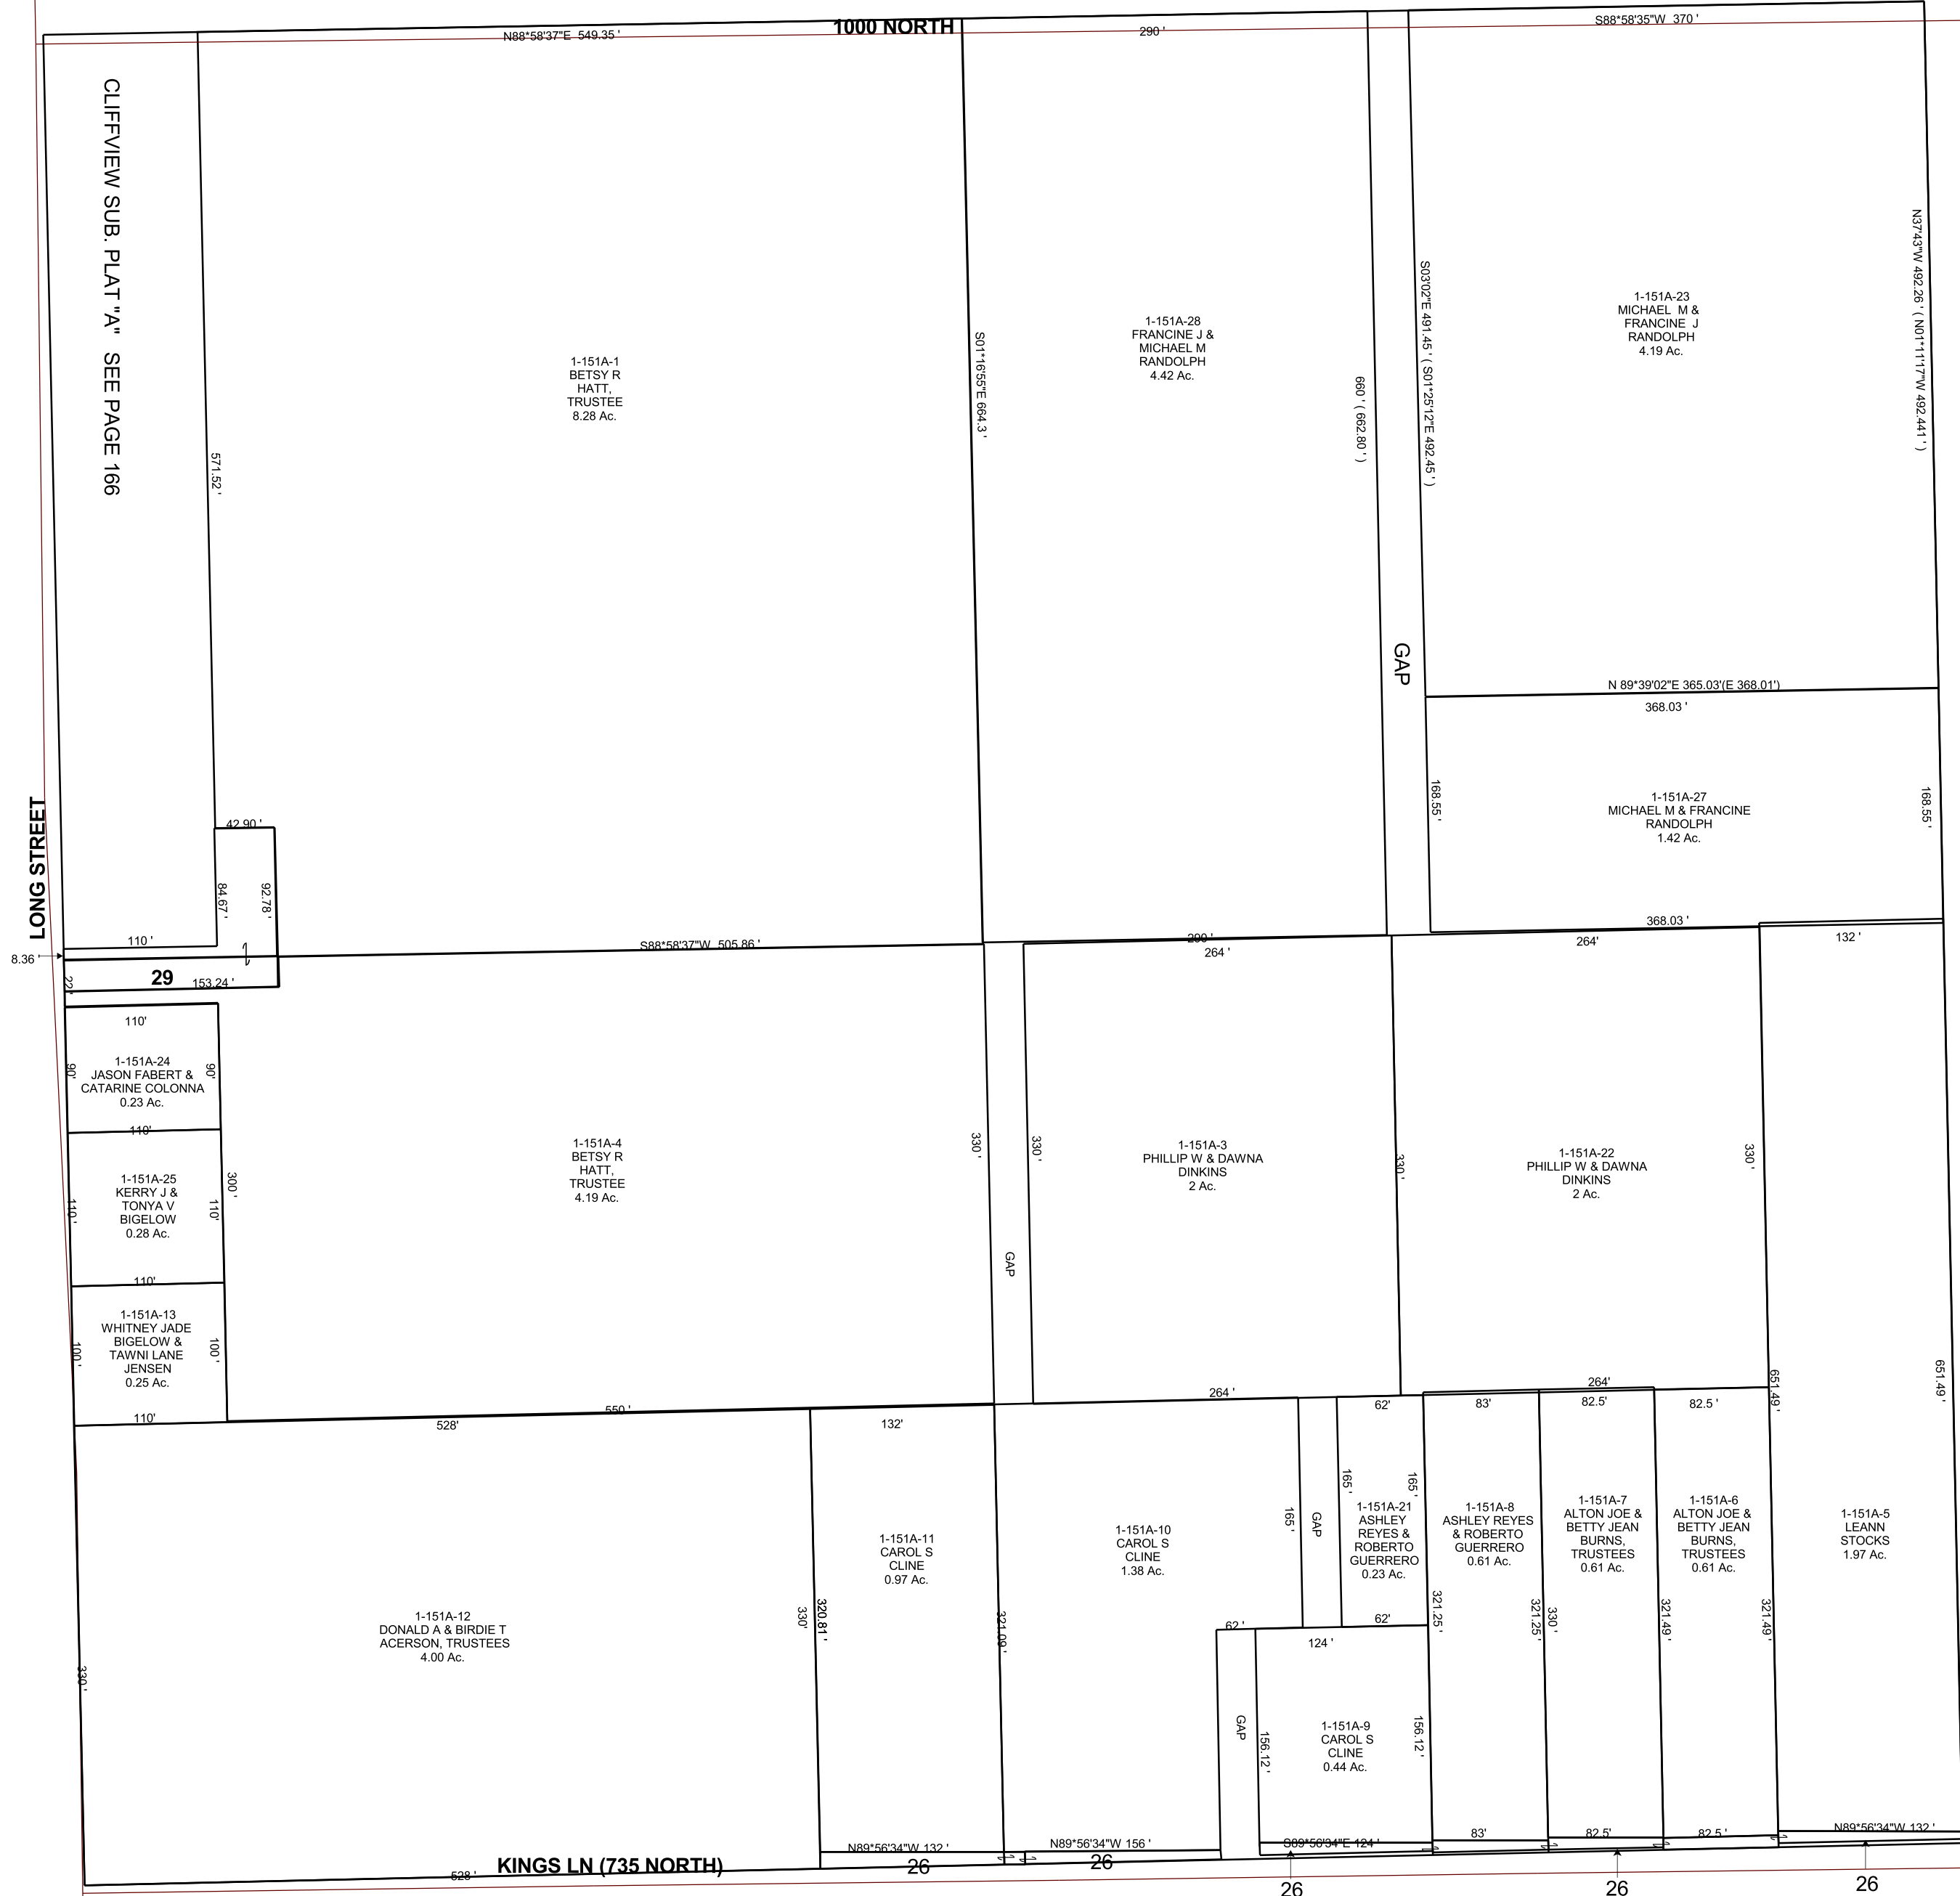 1000 NORTH
N88*58'37"E 549.35 '
290 '
S88*58'35"W 370 '
CLIFFVIEW SUB. PLAT "A" SEE PAGE 166
571.52 '
1-151A-1
BETSY R
HATT,
TRUSTEE
8.28 Ac.
S01*16'55"E 664.3 '
1-151A-28
FRANCINE J &
MICHAEL M
RANDOLPH
4.42 Ac.
660 ' ( 662.80 ' )
GAP
S03'02"E 491.45 ' ( S01*25'12"E 492.45 ' )
1-151A-23
MICHAEL M &
FRANCINE J
RANDOLPH
4.19 Ac.
N37'43"W 492.26 ' ( N01*11'17"W 492.441 ' )
N 89*39'02"E 365.03'(E 368.01')
368.03 '
168.55 '
1-151A-27
MICHAEL M & FRANCINE
RANDOLPH
1.42 Ac.
168.55 '
368.03 '
LONG STREET
42.90 '
84.67 '
92.78 '
110 '
8.36 '
S88*58'37"W 505.86 '
290 '
264 '
264'
132 '
22'
29
153.24 '
110'
90'
1-151A-24
JASON FABERT &
CATARINE COLONNA
0.23 Ac.
90'
110'
110 '
1-151A-25
KERRY J &
TONYA V
BIGELOW
0.28 Ac.
110'
300 '
110'
100 '
1-151A-13
WHITNEY JADE
BIGELOW &
TAWNI LANE
JENSEN
0.25 Ac.
100 '
110'
1-151A-4
BETSY R
HATT,
TRUSTEE
4.19 Ac.
330 '
GAP
330 '
1-151A-3
PHILLIP W & DAWNA
DINKINS
2 Ac.
330 '
1-151A-22
PHILLIP W & DAWNA
DINKINS
2 Ac.
330 '
651.49 '
651.49 '
550 '
528'
132'
264 '
264'
62'
83'
82.5'
82.5 '
330 '
1-151A-12
DONALD A & BIRDIE T
ACERSON, TRUSTEES
4.00 Ac.
330'
320.81 '
1-151A-11
CAROL S
CLINE
0.97 Ac.
321.09 '
1-151A-10
CAROL S
CLINE
1.38 Ac.
165 '
GAP
165 '
1-151A-21
ASHLEY
REYES &
ROBERTO
GUERRERO
0.23 Ac.
165 '
62'
62 '
124 '
GAP
156.12 '
1-151A-9
CAROL S
CLINE
0.44 Ac.
156.12 '
321.25 '
1-151A-8
ASHLEY REYES
& ROBERTO
GUERRERO
0.61 Ac.
321.25 '
330 '
1-151A-7
ALTON JOE &
BETTY JEAN
BURNS,
TRUSTEES
0.61 Ac.
321.49 '
1-151A-6
ALTON JOE &
BETTY JEAN
BURNS,
TRUSTEES
0.61 Ac.
321.49 '
1-151A-5
LEANN
STOCKS
1.97 Ac.
N89*56'34"W 132 '
N89*56'34"W 156 '
S89*56'34"E 124 '
83'
82.5'
82.5 '
N89*56'34"W 132 '
528 '
KINGS LN (735 NORTH)
26
26
26
26
26